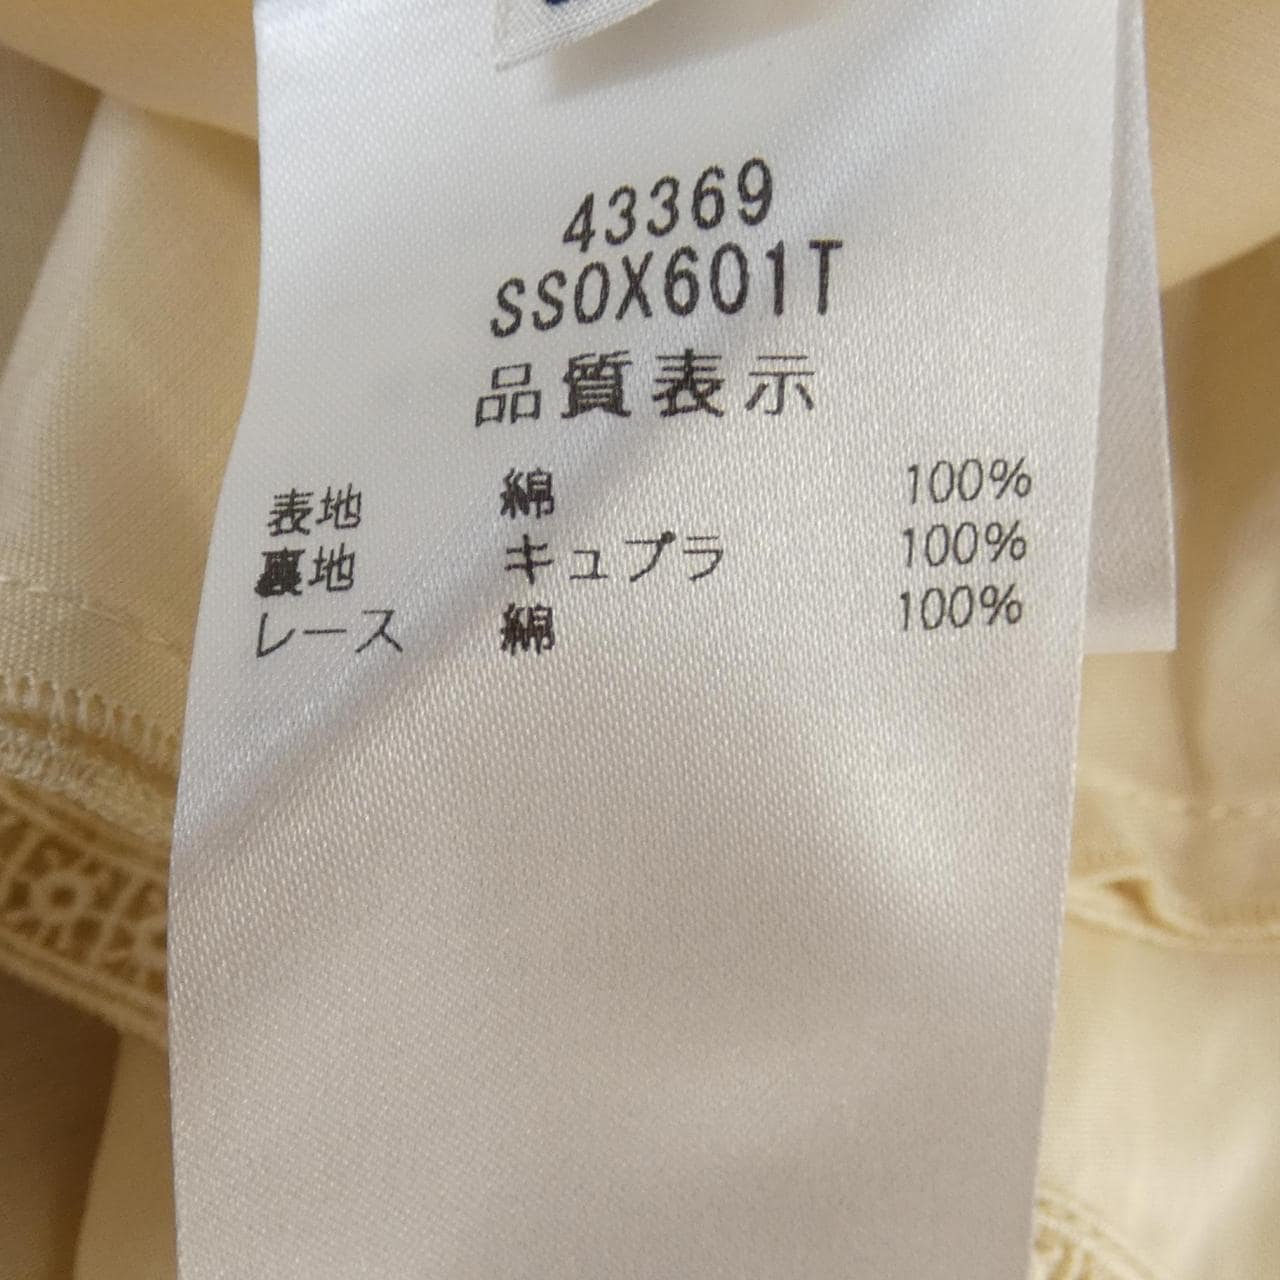 43369
SSOX601T
品質表示
表地 綿 100%
裏地 キュプラ 100%
レース 綿 100%